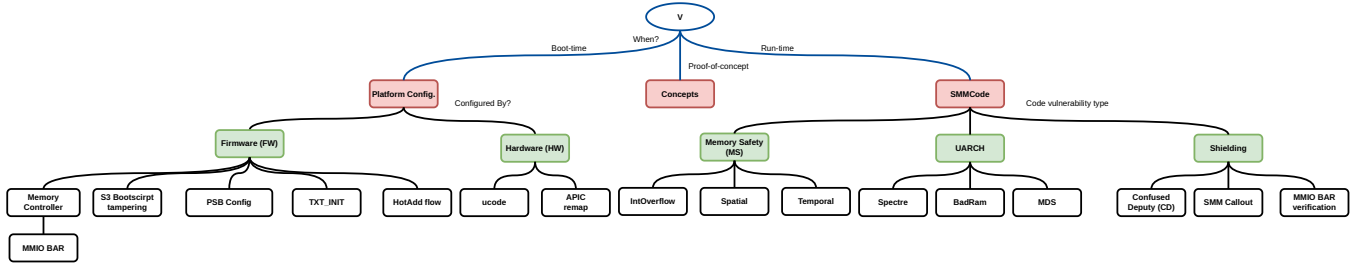 V
When?
Boot-time
Run-time
Proof-of-concept
Platform Config.
Concepts
SMMCode
Configured By?
Code vulnerability type
Firmware (FW)
Hardware (HW)
Memory Safety
(MS)
UARCH
Shielding
Memory
Controller
S3 Bootscirpt
tampering
PSB Config
TXT_INIT
HotAdd flow
ucode
APIC
remap
IntOverflow
Spatial
Temporal
Spectre
BadRam
MDS
Confused
Deputy (CD)
SMM Callout
MMIO BAR
verification
MMIO BAR